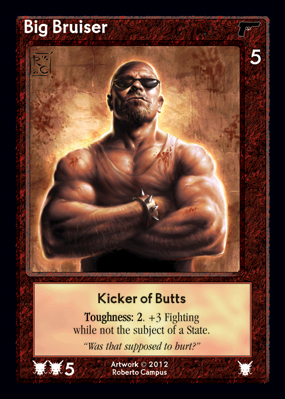 Big Bruiser
5
Kicker of Butts
Toughness: 2. +3 Fighting
while not the subject of a State.
"Was that supposed to hurt?"
5
Artwork © 2012
Roberto Campus